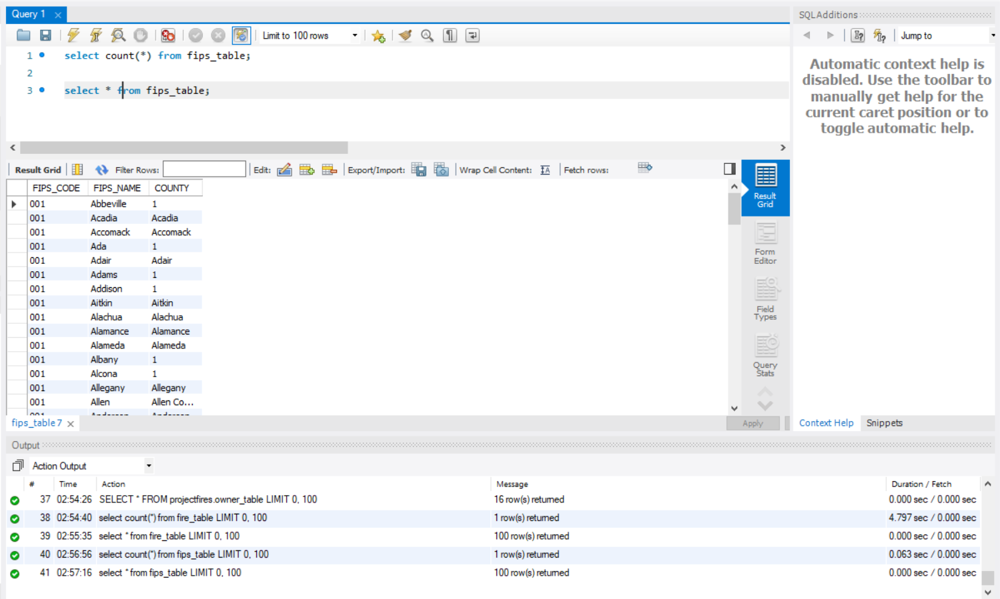 Query 1
SQLAdditions
Limit to 100 rows
Jump to
1 select count(*) from fips_table;
2
3 select * from fips_table;
Automatic context help is
disabled. Use the toolbar to
manually get help for the
current caret position or to
toggle automatic help.
Result Grid Filter Rows: Edit: Export/Import: Wrap Cell Content: Fetch rows:
FIPS_CODE FIPS_NAME COUNTY
001 Abbeville 1
001 Acadia Acadia
001 Accomack Accomack
001 Ada 1
001 Adair Adair
001 Adams 1
001 Addison 1
001 Aitkin Aitkin
001 Alachua Alachua
001 Alamance Alamance
001 Alameda Alameda
001 Albany 1
001 Alcona 1
001 Allegany Allegany
001 Allen Allen Co...
Result
Grid
Form
Editor
Field
Types
Query
Stats
fips_table 7
Apply
Context Help Snippets
Output
Action Output
# Time Action Message Duration / Fetch
37 02:54:26 SELECT * FROM projectfires.owner_table LIMIT 0, 100 16 row(s) returned 0.000 sec / 0.000 sec
38 02:54:40 select count(*) from fire_table LIMIT 0, 100 1 row(s) returned 4.797 sec / 0.000 sec
39 02:55:35 select * from fire_table LIMIT 0, 100 100 row(s) returned 0.000 sec / 0.000 sec
40 02:56:56 select count(*) from fips_table LIMIT 0, 100 1 row(s) returned 0.063 sec / 0.000 sec
41 02:57:16 select * from fips_table LIMIT 0, 100 100 row(s) returned 0.000 sec / 0.000 sec